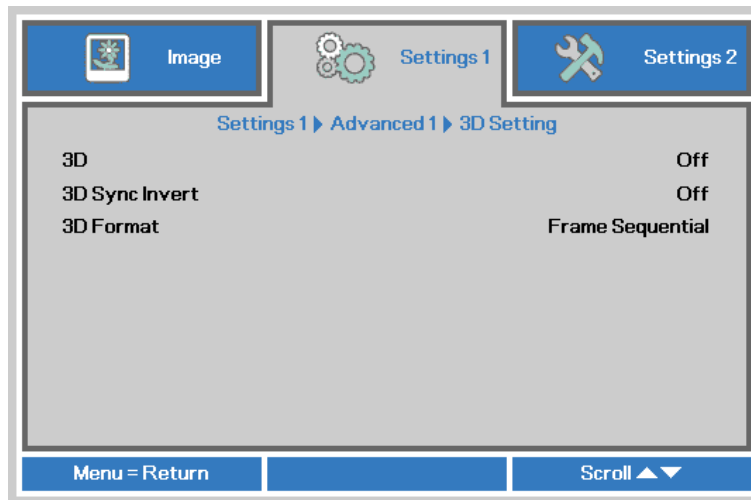 Image
Settings 1
Settings 2
Settings 1 ▶ Advanced 1 ▶ 3D Setting
3D Off
3D Sync Invert Off
3D Format Frame Sequential
Menu = Return
Scroll ▲▼